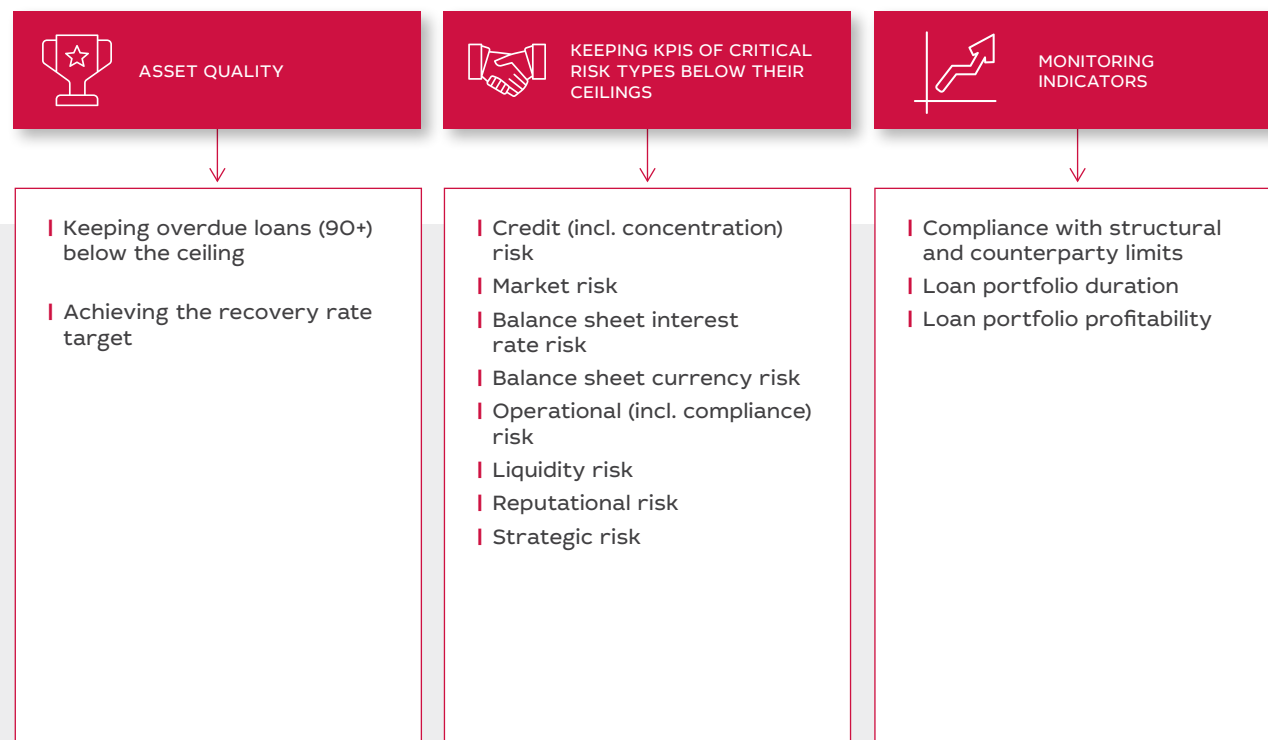 ASSET QUALITY
Keeping overdue loans (90+)
below the ceiling
Achieving the recovery rate
target
KEEPING KPIS OF CRITICAL
RISK TYPES BELOW THEIR
CEILINGS
Credit (incl. concentration)
risk
Market risk
Balance sheet interest
rate risk
Balance sheet currency risk
Operational (incl. compliance)
risk
Liquidity risk
Reputational risk
Strategic risk
MONITORING
INDICATORS
Compliance with structural
and counterparty limits
Loan portfolio duration
Loan portfolio profitability